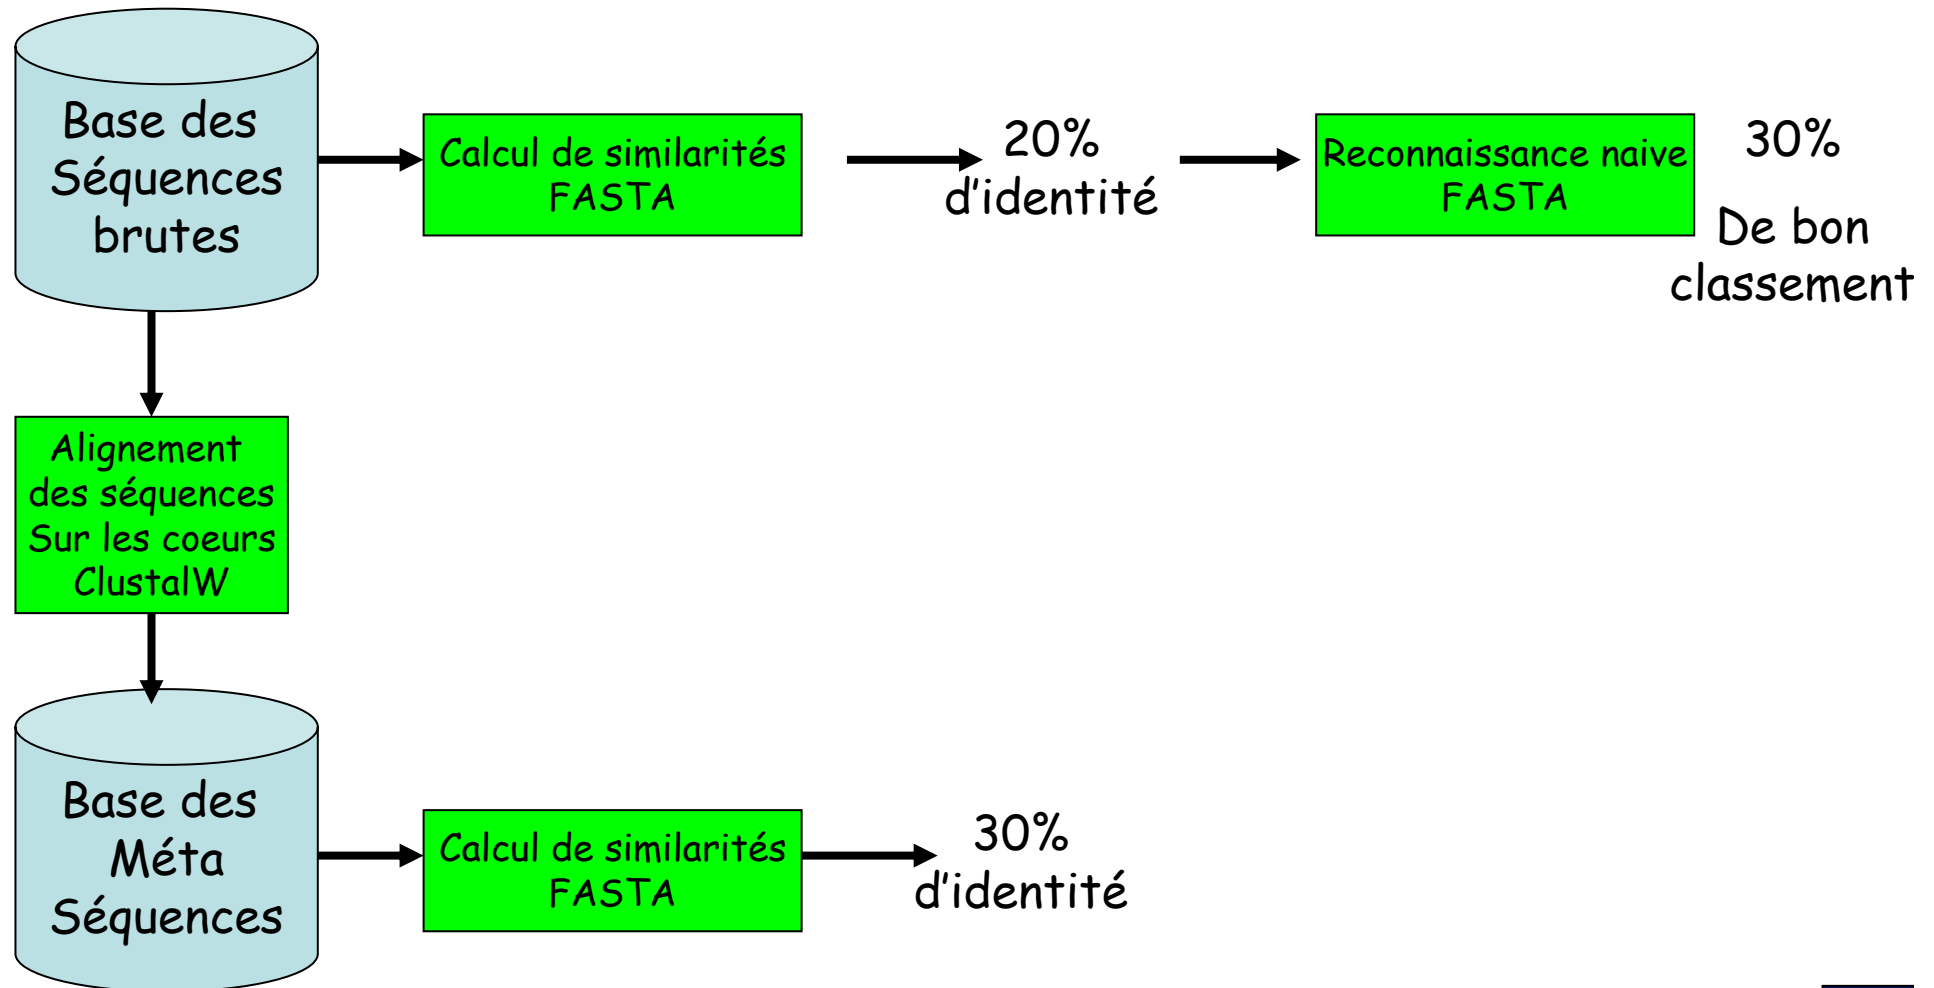 Base des
Séquences
brutes
Calcul de similarités
FASTA
20%
d'identité
Reconnaissance naive
FASTA
30%
De bon
classement
Alignement
des séquences
Sur les coeurs
ClustalW
Base des
Méta
Séquences
Calcul de similarités
FASTA
30%
d'identité